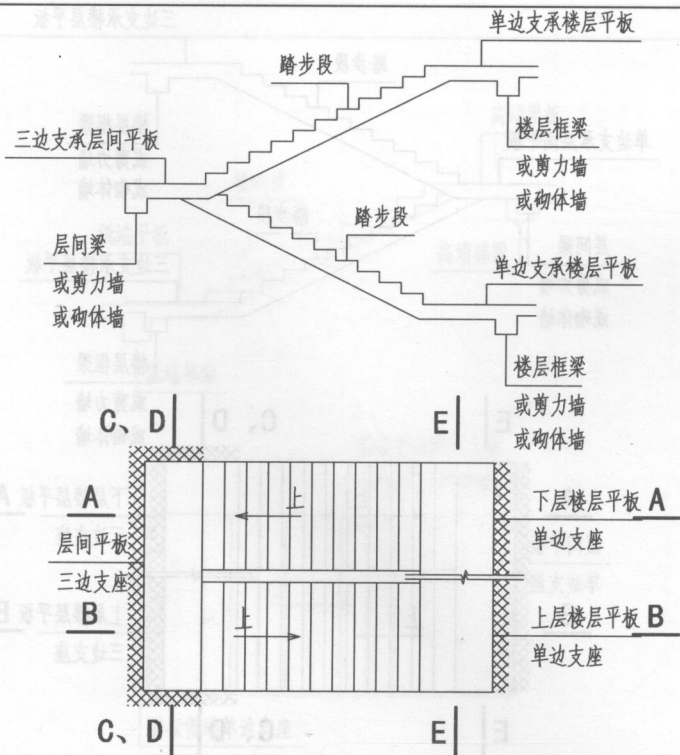 单边支承楼层平板
踏步段
三边支承层间平板
楼层框梁
或剪力墙
或砌体墙
踏步段
层间梁
或剪力墙
或砌体墙
单边支承楼层平板
楼层框梁
或剪力墙
或砌体墙
C、D
E
A
上
下层楼层平板 A
单边支座
层间平板
三边支座
B
上
上层楼层平板 B
单边支座
C、D
E